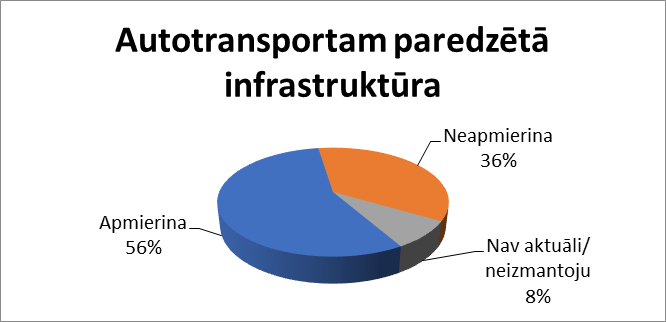 Autotransportam paredzētā
infrastruktūra
Neapmierina
36%
Apmierina
56%
Nav aktuāli/
neizmantoju
8%